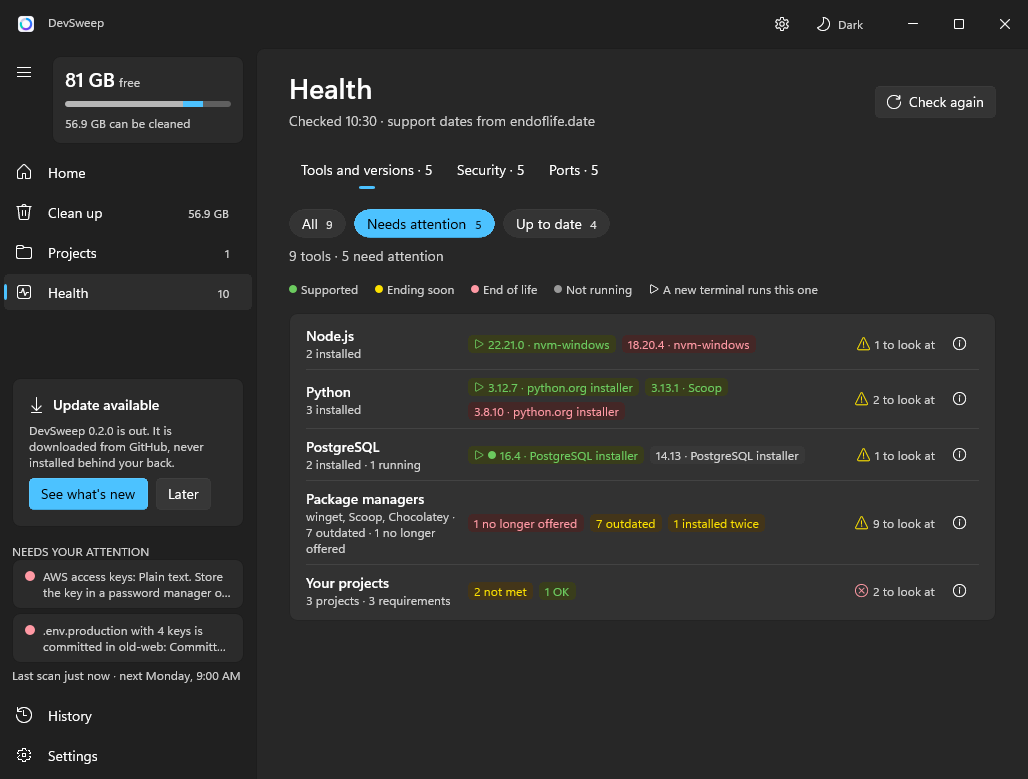 DevSweep
Dark
81 GB free
56.9 GB can be cleaned
Home
Clean up 56.9 GB
Projects 1
Health 10
Update available
DevSweep 0.2.0 is out. It is
downloaded from GitHub, never
installed behind your back.
See what's new Later
NEEDS YOUR ATTENTION
AWS access keys: Plain text. Store
the key in a password manager o...
.env.production with 4 keys is
committed in old-web: Committ...
Last scan just now · next Monday, 9:00 AM
History
Settings
Health
Checked 10:30 · support dates from endoflife.date
Check again
Tools and versions · 5 Security · 5 Ports · 5
All 9 Needs attention 5 Up to date 4
9 tools · 5 need attention
Supported Ending soon End of life Not running A new terminal runs this one
Node.js
2 installed
22.21.0 · nvm-windows 18.20.4 · nvm-windows
1 to look at
Python
3 installed
3.12.7 · python.org installer 3.13.1 · Scoop
3.8.10 · python.org installer
2 to look at
PostgreSQL
2 installed · 1 running
16.4 · PostgreSQL installer 14.13 · PostgreSQL installer
1 to look at
Package managers
winget, Scoop, Chocolatey ·
7 outdated · 1 no longer
offered
1 no longer offered 7 outdated 1 installed twice
9 to look at
Your projects
3 projects · 3 requirements
2 not met 1 OK
2 to look at